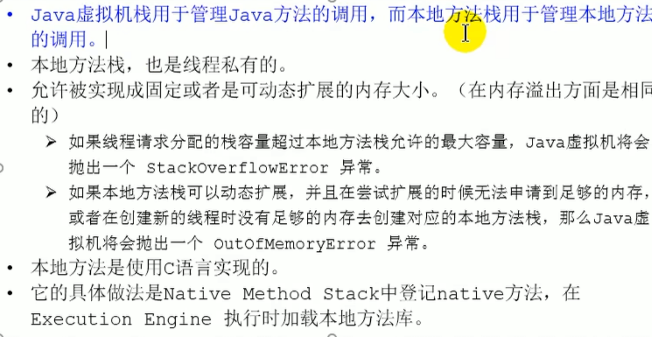 • Java虚拟机栈用于管理Java方法的调用，而本地方法栈用于管理本地方法
的调用。
• 本地方法栈，也是线程私有的。
• 允许被实现成固定或者是可动态扩展的内存大小。（在内存溢出方面是相同
的）
➢ 如果线程请求分配的栈容量超过本地方法栈允许的最大容量，Java虚拟机将会
抛出一个 StackOverflowError 异常。
➢ 如果本地方法栈可以动态扩展，并且在尝试扩展的时候无法申请到足够的内存，
或者在创建新的线程时没有足够的内存去创建对应的本地方法栈，那么Java虚
拟机将会抛出一个 OutOfMemoryError 异常。
• 本地方法是使用C语言实现的。
• 它的具体做法是Native Method Stack中登记native方法，在
Execution Engine 执行时加载本地方法库。